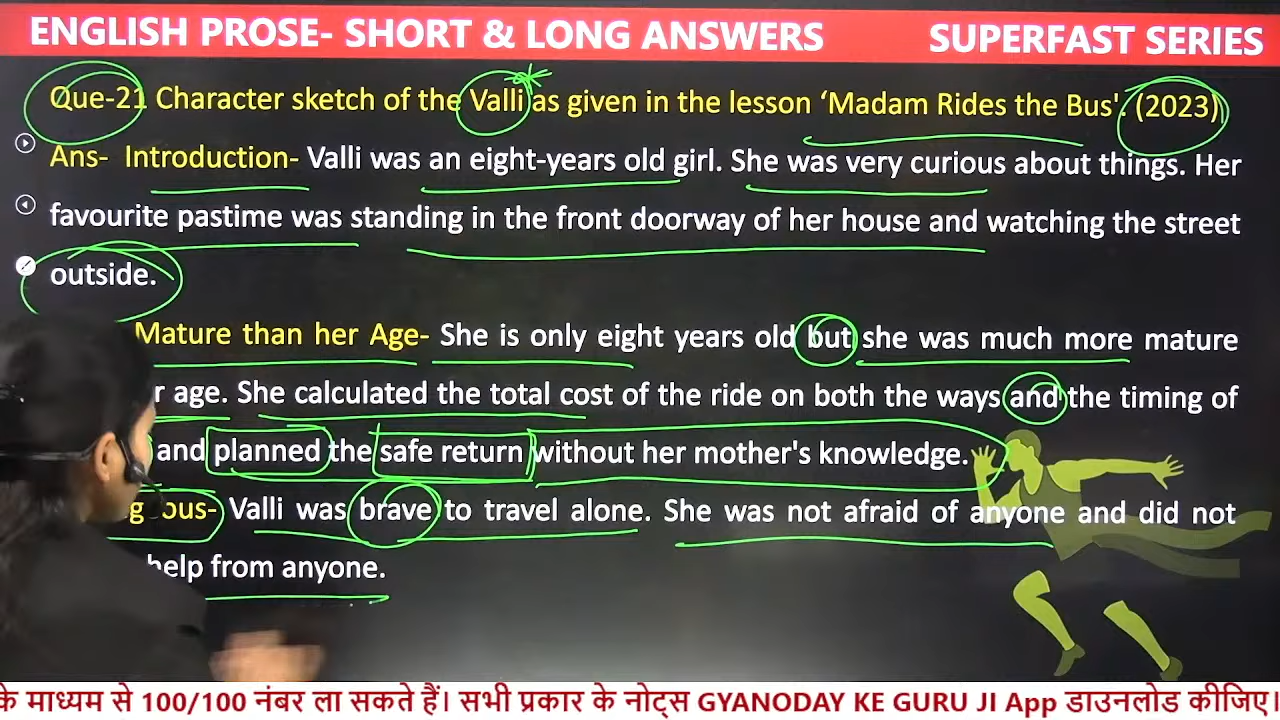 ENGLISH PROSE- SHORT & LONG ANSWERS SUPERFAST SERIES
Que-21 Character sketch of the Valli as given in the lesson ‘Madam Rides the Bus'. (2023)
Ans- Introduction- Valli was an eight-years old girl. She was very curious about things. Her
favourite pastime was standing in the front doorway of her house and watching the street
outside.
Mature than her Age- She is only eight years old but she was much more mature
age. She calculated the total cost of the ride on both the ways and the timing of
and planned the safe return without her mother's knowledge.
Valli was brave to travel alone. She was not afraid of anyone and did not
help from anyone.
के माध्यम से 100/100 नंबर ला सकते हैं। सभी प्रकार के नोट्स GYANODAY KE GURU JI App डाउनलोड कीजिए।